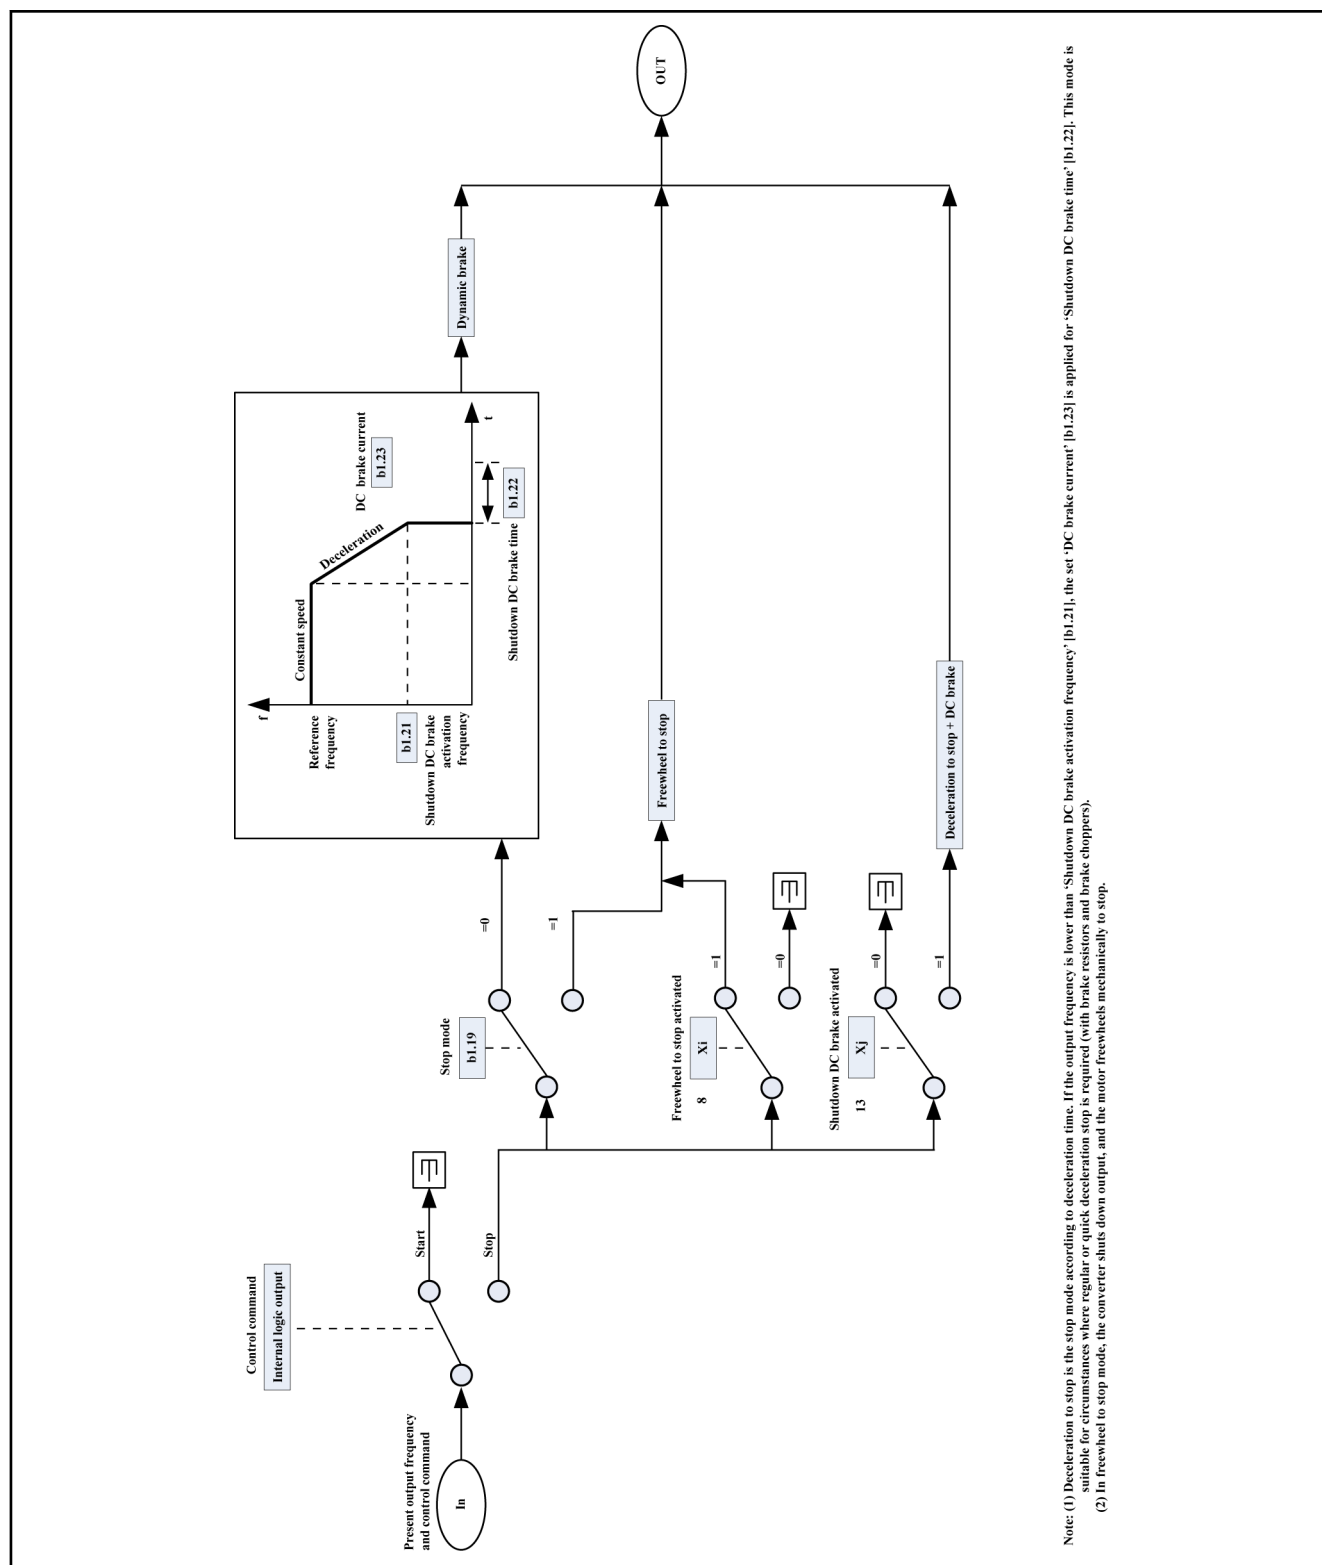 Present output frequency
and control command
In
Control command
Internal logic output
Start
Stop
E
Stop mode
b1.19
=0
=1
Freewheel to stop activated
8
Xi
=1
=0
E
Shutdown DC brake activated
13
Xj
=0
E
=1
f
Reference
frequency
b1.21
Shutdown DC brake
activation
frequency
Constant speed
Deceleration
DC brake current
b1.23
Shutdown DC brake time
b1.22
t
Dynamic brake
Freewheel to stop
Deceleration to stop + DC brake
OUT
Note: (1) Deceleration to stop is the stop mode according to deceleration time. If the output frequency is lower than ‘Shutdown DC brake activation frequency’ [b1.21], the set ‘DC brake current’ [b1.23] is applied for ‘Shutdown DC brake time’ [b1.22]. This mode is
suitable for circumstances where regular or quick deceleration stop is required (with brake resistors and brake choppers).
(2) In freewheel to stop mode, the converter shuts down output, and the motor freewheels mechanically to stop.